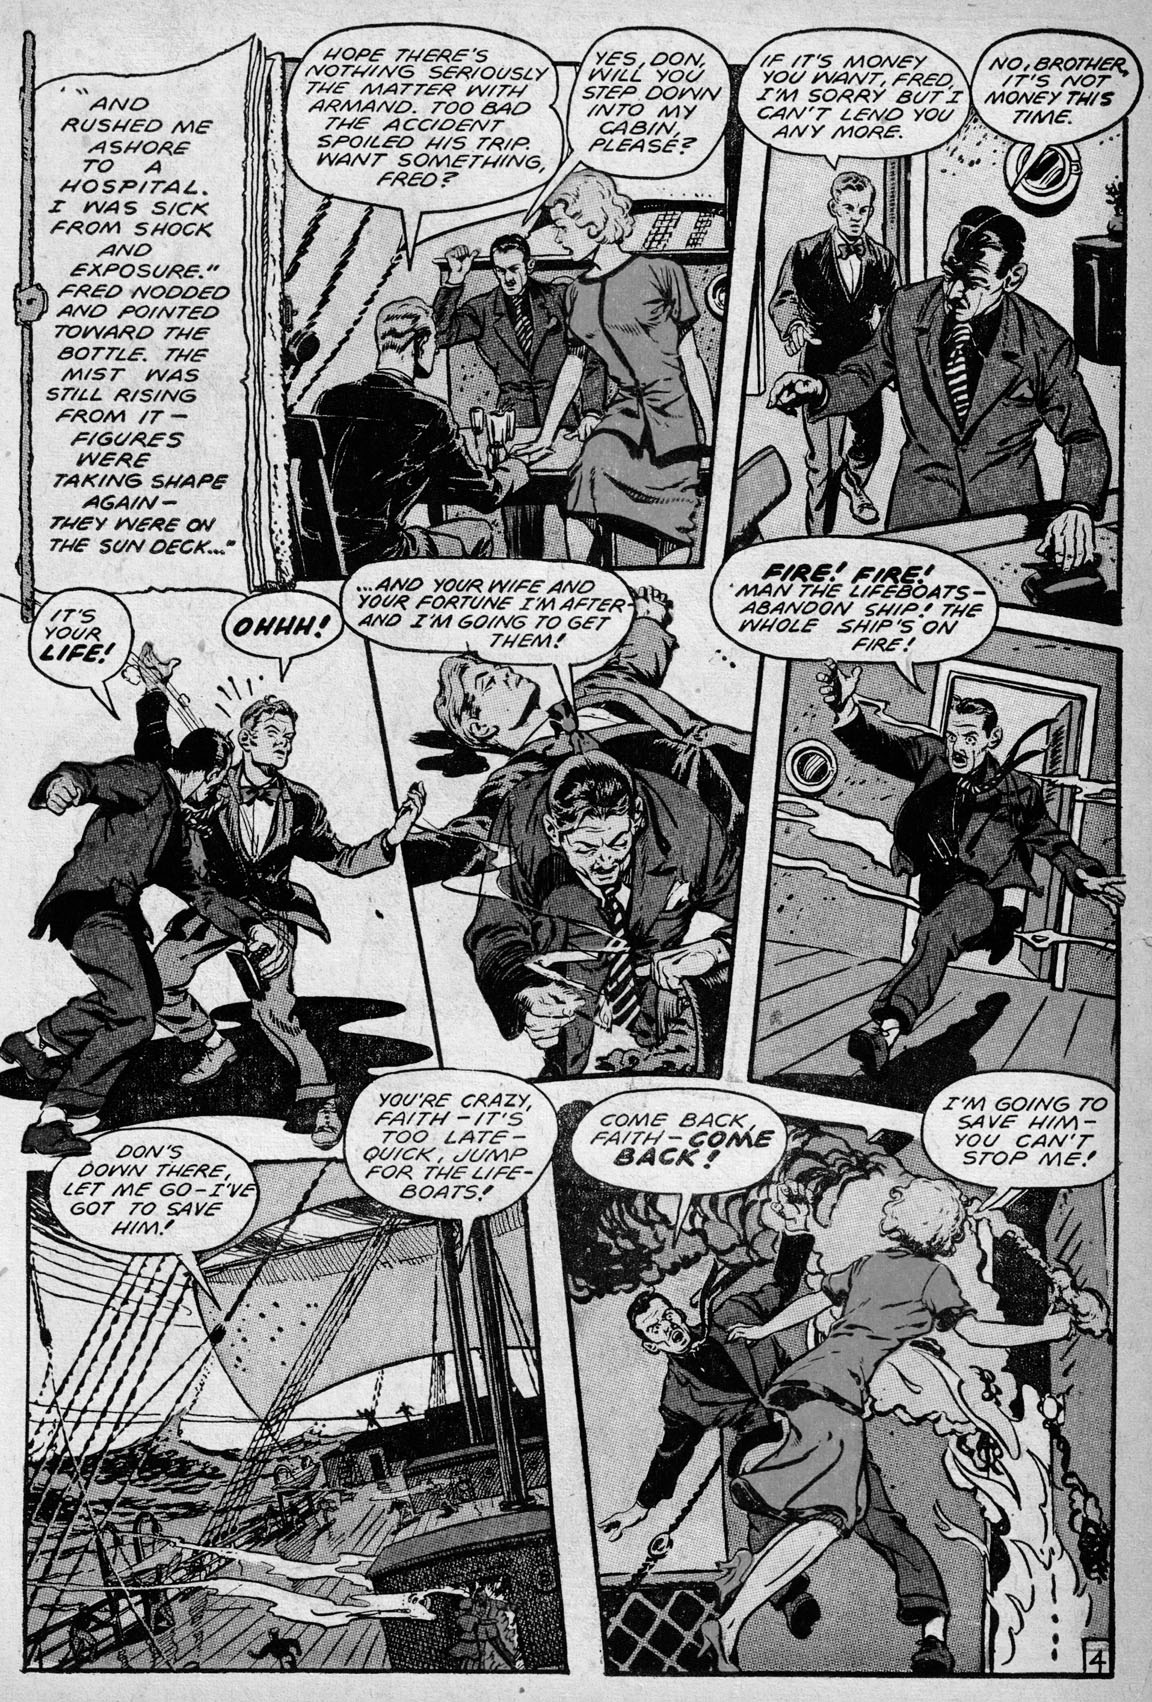 "AND
RUSHED ME
ASHORE
TO A
HOSPITAL.
I WAS SICK
FROM SHOCK
AND
EXPOSURE."
FRED NODDED
AND POINTED
TOWARD THE
BOTTLE. THE
MIST WAS
STILL RISING
FROM IT—
FIGURES
WERE
TAKING SHAPE
AGAIN—
THEY WERE ON
THE SUN DECK..."
HOPE THERE'S
NOTHING SERIOUSLY
THE MATTER WITH
ARMAND. TOO BAD
THE ACCIDENT
SPOILED HIS TRIP.
WANT SOMETHING,
FRED?
YES, DON,
WILL YOU
STEP DOWN
INTO MY
CABIN,
PLEASE?
IF IT'S MONEY
YOU WANT, FRED,
I'M SORRY BUT I
CAN'T LEND YOU
ANY MORE.
NO, BROTHER,
IT'S NOT
MONEY THIS
TIME.
IT'S
YOUR
LIFE!
OHHH!
...AND YOUR WIFE AND
YOUR FORTUNE I'M AFTER—
AND I'M GOING TO GET
THEM!
FIRE! FIRE!
MAN THE LIFEBOATS—
ABANDON SHIP! THE
WHOLE SHIP'S ON
FIRE!
DON'S
DOWN THERE,
LET ME GO—I'VE
GOT TO SAVE
HIM!
YOU'RE CRAZY,
FAITH—IT'S
TOO LATE—
QUICK, JUMP
FOR THE LIFE-
BOATS!
COME BACK,
FAITH—COME
BACK!
I'M GOING TO
SAVE HIM—
YOU CAN'T
STOP ME!
4